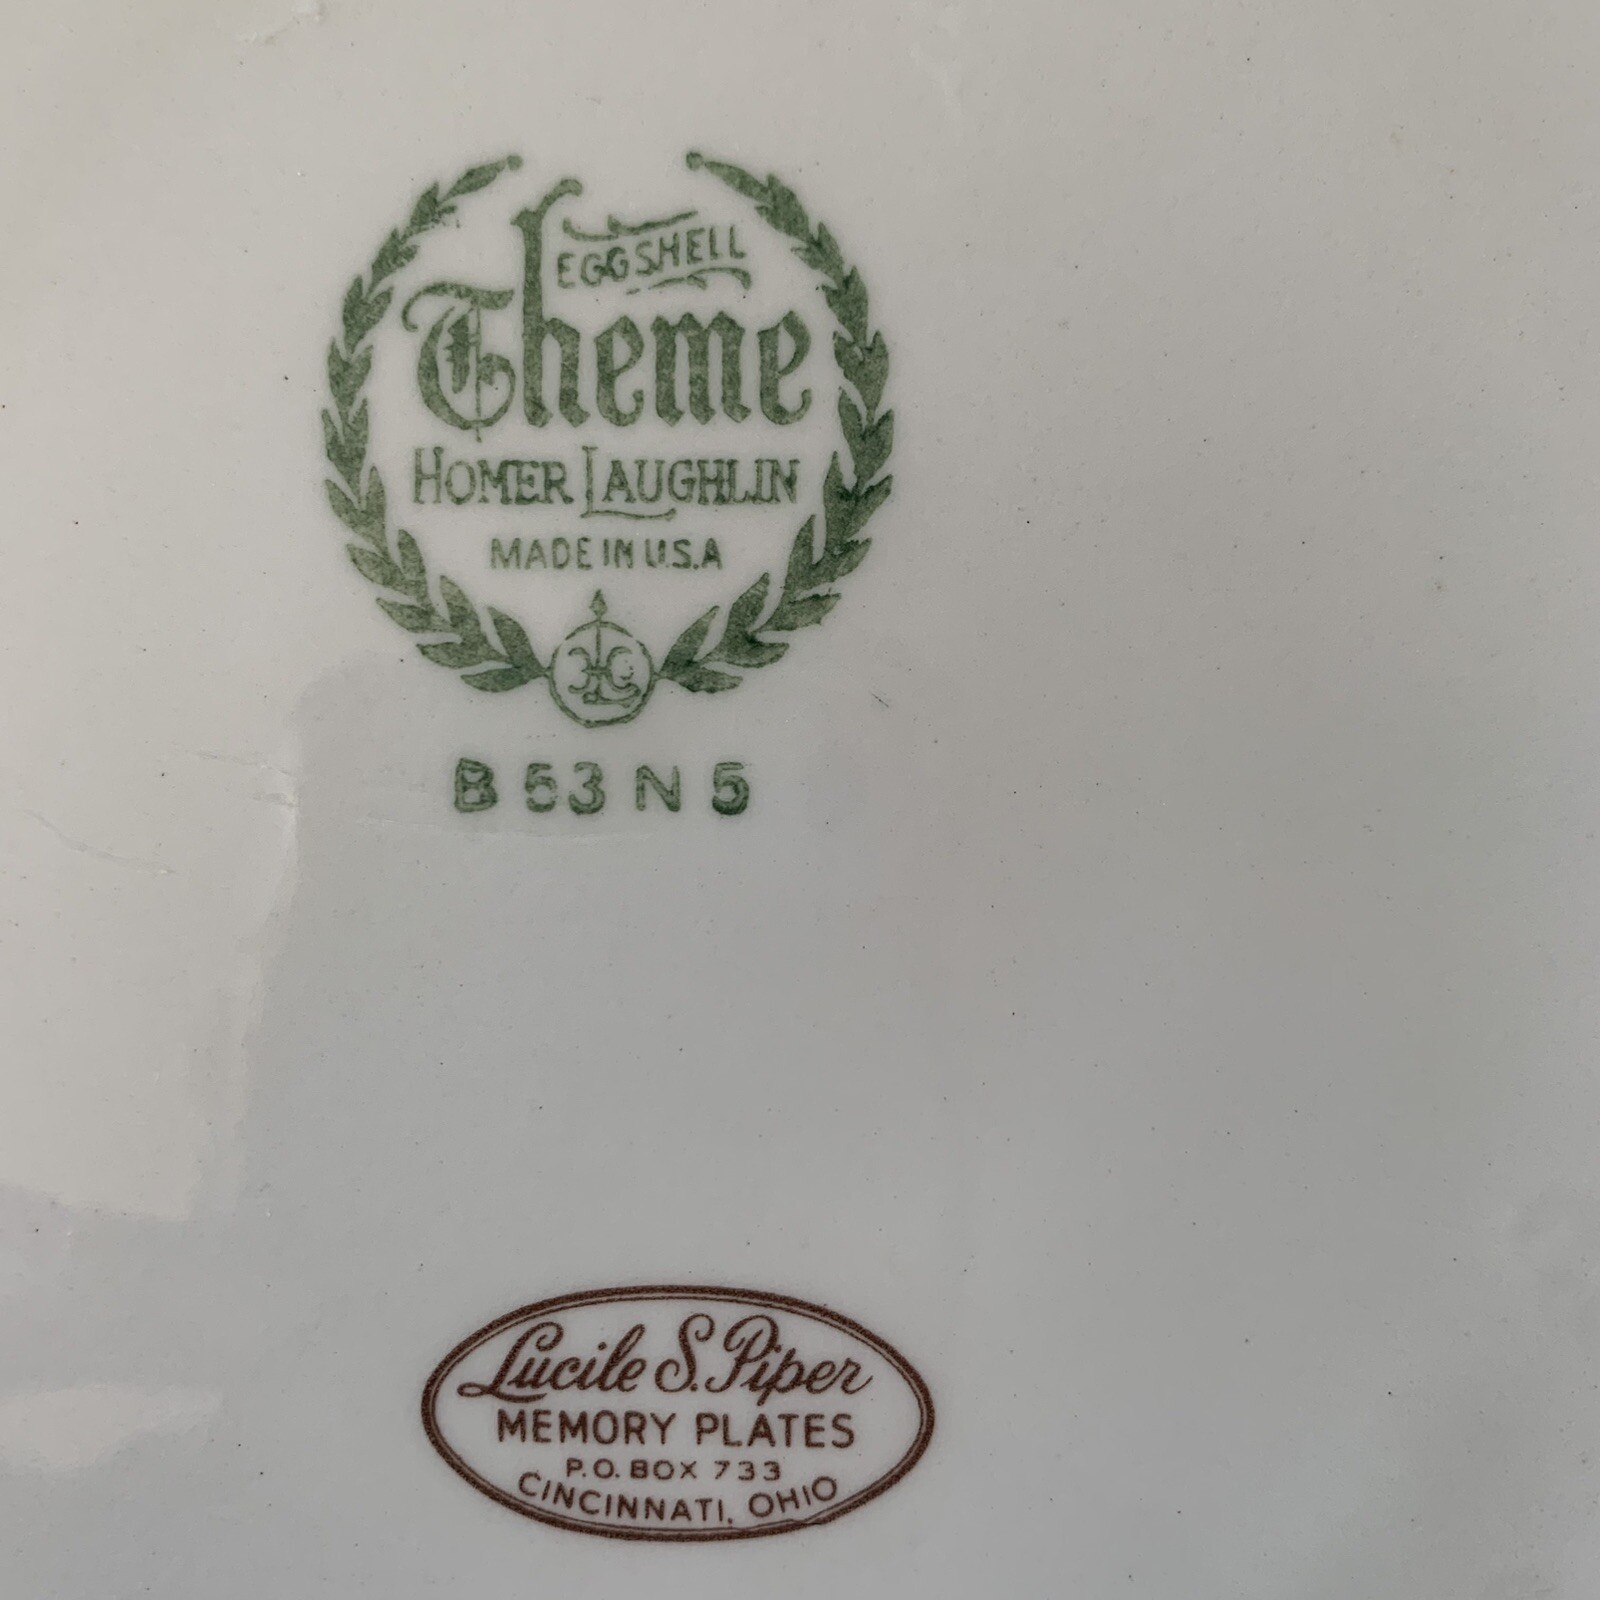 EGGSHELL
Theme
HOMER LAUGHLIN
MADE IN U.S.A
B 53 N 5
Lucile S. Piper
MEMORY PLATES
P.O. BOX 733
CINCINNATI, OHIO